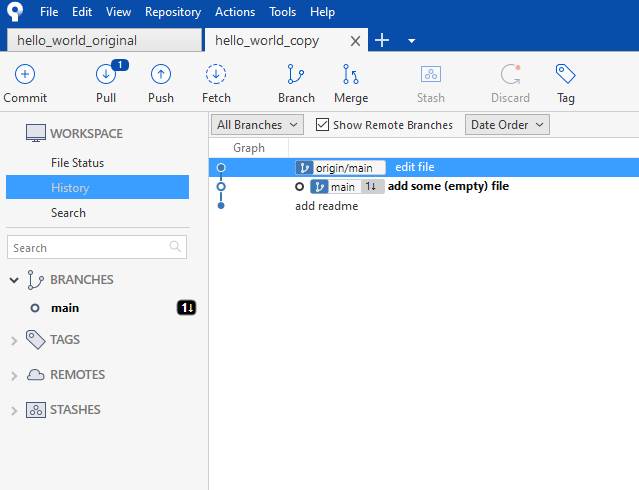 File Edit View Repository Actions Tools Help
hello_world_original hello_world_copy
1
Commit Pull Push Fetch Branch Merge Stash Discard Tag
WORKSPACE
File Status
History
Search
Search
BRANCHES
main 1↓
TAGS
REMOTES
STASHES
All Branches Show Remote Branches Date Order
Graph
origin/main edit file
main 1↓ add some (empty) file
add readme